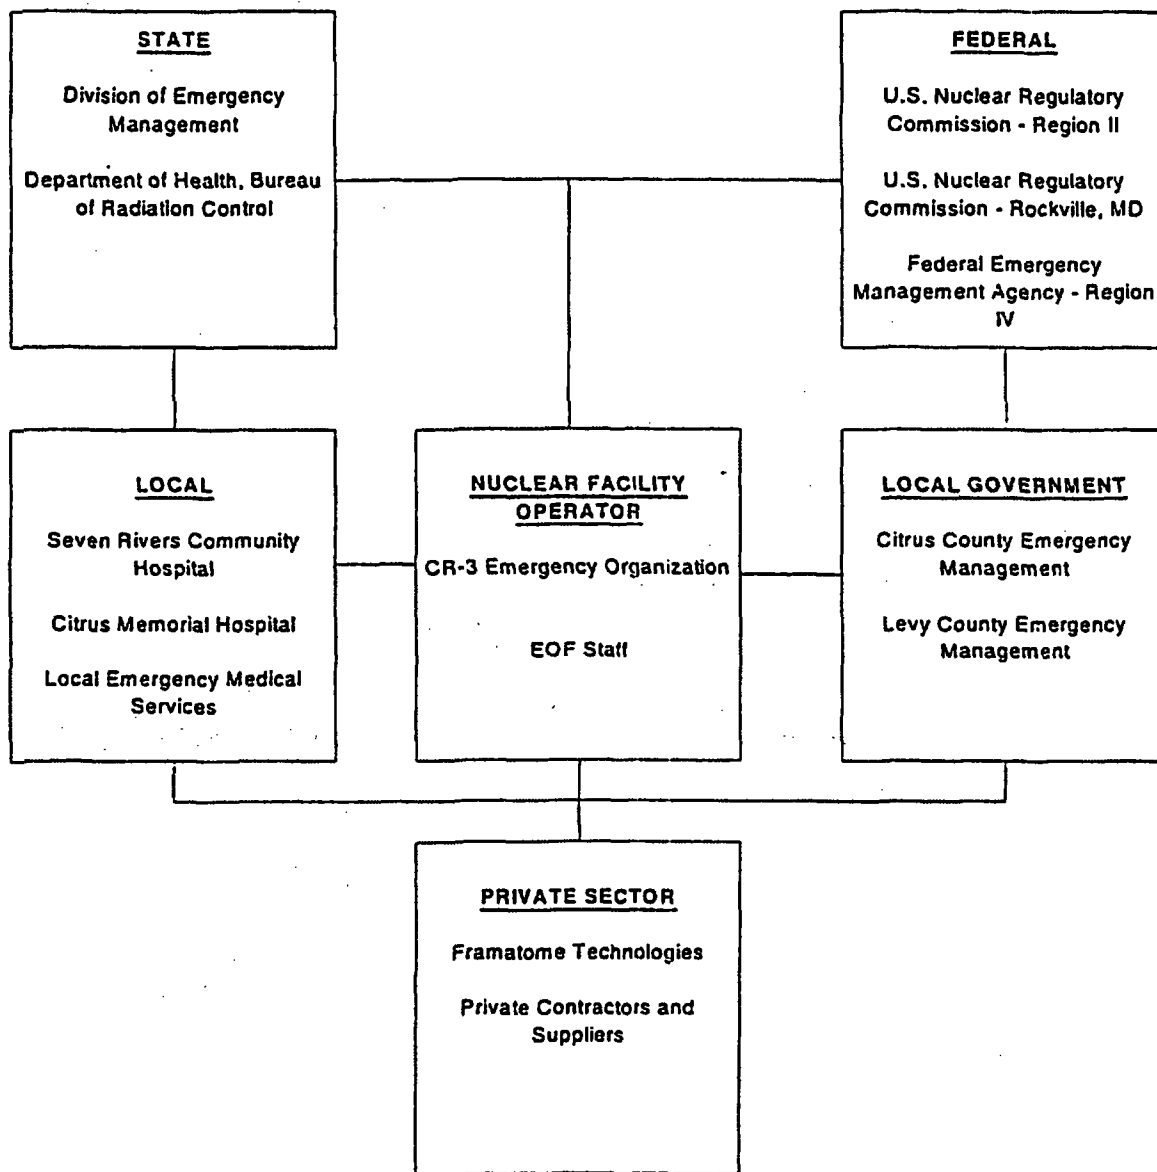 STATE
Division of Emergency
Management
Department of Health, Bureau
of Radiation Control
FEDERAL
U.S. Nuclear Regulatory
Commission - Region II
U.S. Nuclear Regulatory
Commission - Rockville, MD
Federal Emergency
Management Agency - Region
IV
LOCAL
Seven Rivers Community
Hospital
Citrus Memorial Hospital
Local Emergency Medical
Services
NUCLEAR FACILITY
OPERATOR
CR-3 Emergency Organization
EOF Staff
LOCAL GOVERNMENT
Citrus County Emergency
Management
Levy County Emergency
Management
PRIVATE SECTOR
Framatome Technologies
Private Contractors and
Suppliers